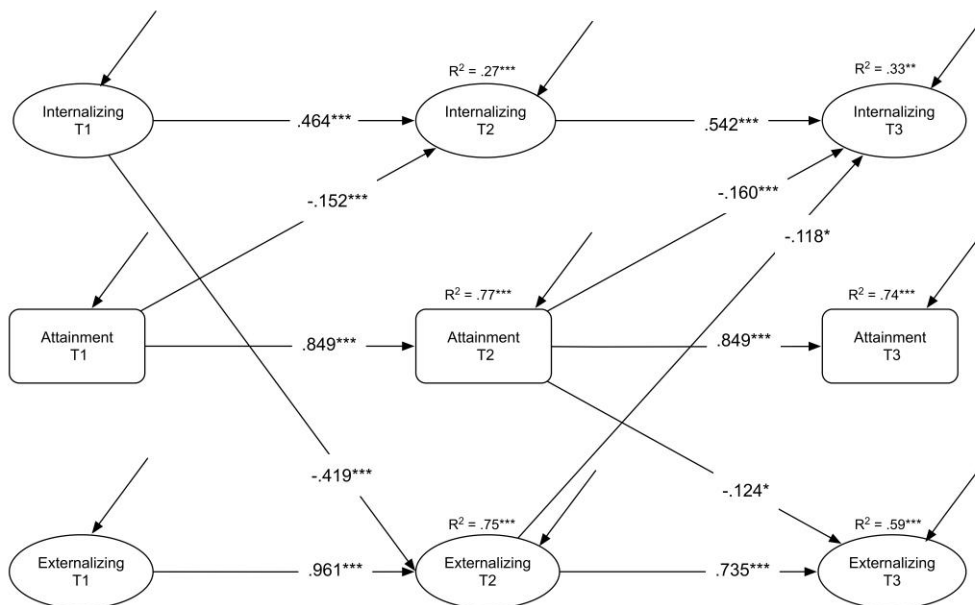 R² = .27***
R² = .33**
Internalizing
T1
.464***
Internalizing
T2
.542***
Internalizing
T3
-.152***
-.160***
-.118*
R² = .77***
R² = .74***
Attainment
T1
.849***
Attainment
T2
.849***
Attainment
T3
-.419***
-.124*
R² = .75***
R² = .59***
Externalizing
T1
.961***
Externalizing
T2
.735***
Externalizing
T3